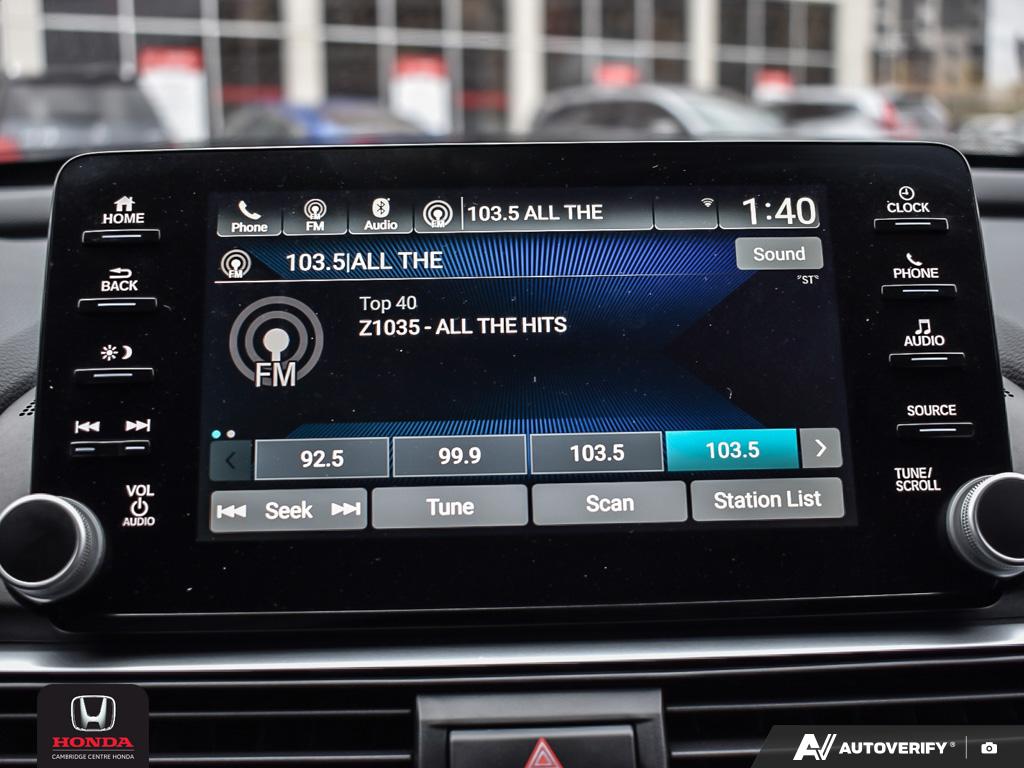 HOME
BACK
VOL
AUDIO
Phone
FM
Audio
FM
103.5 ALL THE
1:40
FM
103.5|ALL THE
Sound
"ST"
Top 40
Z1035 - ALL THE HITS
FM
92.5
99.9
103.5
103.5
Seek
Tune
Scan
Station List
CLOCK
PHONE
AUDIO
SOURCE
TUNE/
SCROLL
HONDA
CAMBRIDGE CENTRE HONDA
AUTOVERIFY